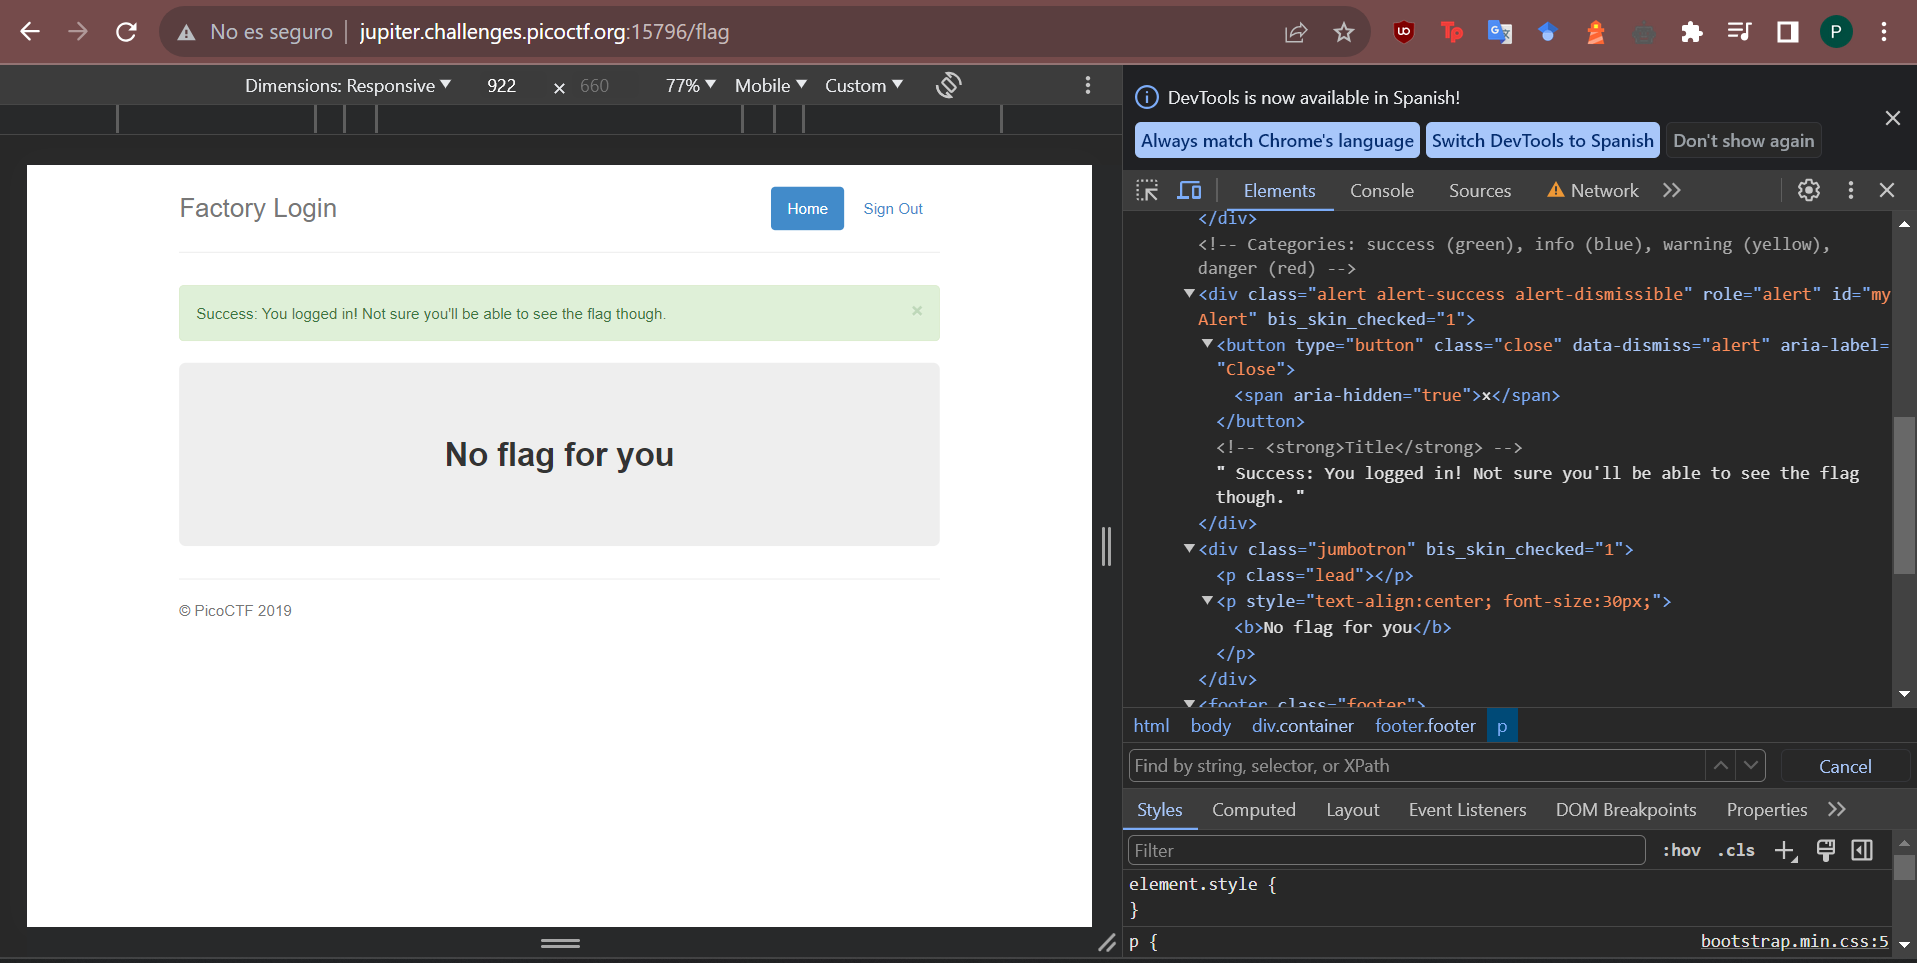 No es seguro jupiter.challenges.picoctf.org:15796/flag
P
Dimensions: Responsive ▼ 922 × 660 77% ▼ Mobile ▼ Custom ▼
DevTools is now available in Spanish!
Always match Chrome's language Switch DevTools to Spanish Don't show again
Elements Console Sources Network
Factory Login Home Sign Out
Success: You logged in! Not sure you'll be able to see the flag though. ×
No flag for you
© PicoCTF 2019
</div>
<!-- Categories: success (green), info (blue), warning (yellow),
danger (red) -->
▼<div class="alert alert-success alert-dismissible" role="alert" id="my
Alert" bis_skin_checked="1">
▼<button type="button" class="close" data-dismiss="alert" aria-label=
"Close">
<span aria-hidden="true">×</span>
</button>
<!-- <strong>Title</strong> -->
" Success: You logged in! Not sure you'll be able to see the flag
though. "
</div>
▼<div class="jumbotron" bis_skin_checked="1">
<p class="lead"></p>
▼<p style="text-align:center; font-size:30px;">
<b>No flag for you</b>
</p>
</div>
▼<footer class="footer">
html body div.container footer.footer p
Find by string, selector, or XPath Cancel
Styles Computed Layout Event Listeners DOM Breakpoints Properties
Filter :hov .cls
element.style {
}
p { bootstrap.min.css:5